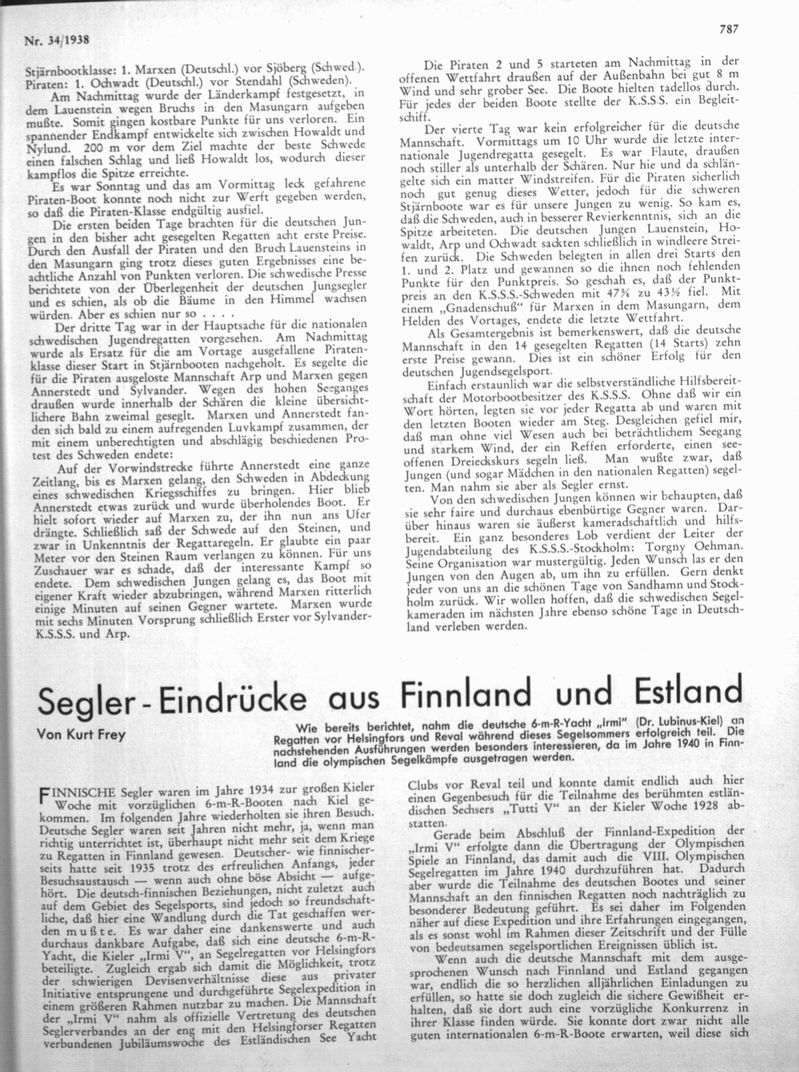 Nr. 34/1938
787
Stjärnbootklasse: 1. Marxen (Deutschl.) vor Sjöberg (Schwed.).
Piraten: 1. Ochwadt (Deutschl.) vor Stendahl (Schweden).
Am Nachmittag wurde der Länderkampf festgesetzt, in
dem Lauenstein wegen Bruchs in den Masungarn aufgeben
mußte. Somit gingen kostbare Punkte für uns verloren. Ein
spannender Endkampf entwickelte sich zwischen Howaldt und
Nylund. 200 m vor dem Ziel machte der beste Schwede
einen falschen Schlag und ließ Howaldt los, wodurch dieser
kampflos die Spitze erreichte.
Es war Sonntag und das am Vormittag leck gefahrene
Piraten-Boot konnte noch nicht zur Werft gegeben werden,
so daß die Piraten-Klasse endgültig ausfiel.
Die ersten beiden Tage brachten für die deutschen Jun-
gen in den bisher acht gesegelten Regatten acht erste Preise.
Durch den Ausfall der Piraten und den Bruch Lauensteins in
den Masungarn ging trotz dieses guten Ergebnisses eine be-
achtliche Anzahl von Punkten verloren. Die schwedische Presse
berichtete von der Überlegenheit der deutschen Jungsegler
und es schien, als ob die Bäume in den Himmel wachsen
würden. Aber es schien nur so . . . .
Der dritte Tag war in der Hauptsache für die nationalen
schwedischen Jugendregatten vorgesehen. Am Nachmittag
wurde als Ersatz für die am Vortage ausgefallene Piraten-
klasse dieser Start in Stjärnbooten nachgeholt. Es segelte die
für die Piraten ausgeloste Mannschaft Arp und Marxen gegen
Annerstedt und Sylvander. Wegen des hohen Seeganges
draußen wurde innerhalb der Schären die kleine übersicht-
lichere Bahn zweimal gesegelt. Marxen und Annerstedt fan-
den sich bald zu einem aufregenden Luvkampf zusammen, der
mit einem unberechtigten und abschlägig beschiedenen Pro-
test des Schweden endete:
Auf der Vorwindstrecke führte Annerstedt eine ganze
Zeitlang, bis es Marxen gelang, den Schweden in Abdeckung
eines schwedischen Kriegsschiffes zu bringen. Hier blieb
Annerstedt etwas zurück und wurde überholendes Boot. Er
hielt sofort wieder auf Marxen zu, der ihn nun ans Ufer
drängte. Schließlich saß der Schwede auf den Steinen, und
zwar in Unkenntnis der Regattaregeln. Er glaubte ein paar
Meter vor den Steinen Raum verlangen zu können. Für uns
Zuschauer war es schade, daß der interessante Kampf so
endete. Dem schwedischen Jungen gelang es, das Boot mit
eigener Kraft wieder abzubringen, während Marxen ritterlich
einige Minuten auf seinen Gegner wartete. Marxen wurde
mit sechs Minuten Vorsprung schließlich Erster vor Sylvander-
K.S.S.S. und Arp.
Die Piraten 2 und 5 starteten am Nachmittag in der
offenen Wettfahrt draußen auf der Außenbahn bei gut 8 m
Wind und sehr grober See. Die Boote hielten tadellos durch.
Für jedes der beiden Boote stellte der K.S.S.S. ein Begleit-
schiff.
Der vierte Tag war kein erfolgreicher für die deutsche
Mannschaft. Vormittags um 10 Uhr wurde die letzte inter-
nationale Jugendregatta gesegelt. Es war Flaute, draußen
noch stiller als unterhalb der Schären. Nur hie und da schlän-
gelte sich ein matter Windstreifen. Für die Piraten sicherlich
noch gut genug dieses Wetter, jedoch für die schweren
Stjärnboote war es für unsere Jungen zu wenig. So kam es,
daß die Schweden, auch in besserer Revierkenntnis, sich an die
Spitze arbeiteten. Die deutschen Jungen Lauenstein, Ho-
waldt, Arp und Ochwadt sackten schließlich in windleere Strei-
fen zurück. Die Schweden belegten in allen drei Starts den
1. und 2. Platz und gewannen so die ihnen noch fehlenden
Punkte für den Punktpreis. So geschah es, daß der Punkt-
preis an den K.S.S.S.-Schweden mit 47¾ zu 43½ fiel. Mit
einem „Gnadenschuß“ für Marxen in dem Masungarn, dem
Helden des Vortages, endete die letzte Wettfahrt.
Als Gesamtergebnis ist bemerkenswert, daß die deutsche
Mannschaft in den 14 gesegelten Regatten (14 Starts) zehn
erste Preise gewann. Dies ist ein schöner Erfolg für den
deutschen Jugendsegelsport.
Einfach erstaunlich war die selbstverständliche Hilfsbereit-
schaft der Motorbootbesitzer des K.S.S.S. Ohne daß wir ein
Wort hörten, legten sie vor jeder Regatta ab und waren mit
den letzten Booten wieder am Steg. Desgleichen gefiel mir,
daß man ohne viel Wesen auch bei beträchtlichem Seegang
und starkem Wind, der ein Reffen erforderte, einen see-
offenen Dreieckskurs segeln ließ. Man wußte zwar, daß
Jungen (und sogar Mädchen in den nationalen Regatten) segel-
ten. Man nahm sie aber als Segler ernst.
Von den schwedischen Jungen können wir behaupten, daß
sie sehr faire und durchaus ebenbürtige Gegner waren. Dar-
über hinaus waren sie äußerst kameradschaftlich und hilfs-
bereit. Ein ganz besonderes Lob verdient der Leiter der
Jugendabteilung des K.S.S.S.-Stockholm: Torgny Oehman.
Seine Organisation war mustergültig. Jeden Wunsch las er den
Jungen von den Augen ab, um ihn zu erfüllen. Gern denkt
jeder von uns an die schönen Tage von Sandhamn und Stock-
holm zurück. Wir wollen hoffen, daß die schwedischen Segel-
kameraden im nächsten Jahre ebenso schöne Tage in Deutsch-
land verleben werden.
Segler-Eindrücke aus Finnland und Estland
Von Kurt Frey
Wie bereits berichtet, nahm die deutsche 6-m-R-Yacht „Irmi“ (Dr. Lubinus-Kiel) an
Regatten vor Helsingfors und Reval während dieses Segelsommers erfolgreich teil. Die
nachstehenden Ausführungen werden besonders interessieren, da im Jahre 1940 in Finn-
land die olympischen Segelkämpfe ausgetragen werden.
FINNISCHE Segler waren im Jahre 1934 zur großen Kieler
Woche mit vorzüglichen 6-m-R-Booten nach Kiel ge-
kommen. Im folgenden Jahre wiederholten sie ihren Besuch.
Deutsche Segler waren seit Jahren nicht mehr, ja, wenn man
richtig unterrichtet ist, überhaupt nicht mehr seit dem Kriege
zu Regatten in Finnland gewesen. Deutscher- wie finnischer-
seits hatte seit 1935 trotz des erfreulichen Anfangs, jeder
Besuchsaustausch — wenn auch ohne böse Absicht — aufge-
hört. Die deutsch-finnischen Beziehungen, nicht zuletzt auch
auf dem Gebiet des Segelsports, sind jedoch so freundschaft-
liche, daß hier eine Wandlung durch die Tat geschaffen wer-
den mußte. Es war daher eine dankenswerte und auch
durchaus dankbare Aufgabe, daß sich eine deutsche 6-m-R-
Yacht, die Kieler „Irmi V“, an Segelregatten vor Helsingfors
beteiligte. Zugleich ergab sich damit die Möglichkeit, trotz
der schwierigen Devisenverhältnisse diese aus privater
Initiative entsprungene und durchgeführte Segelexpedition in
einem größeren Rahmen nutzbar zu machen. Die Mannschaft
der „Irmi V“ nahm als offizielle Vertretung des deutschen
Seglerverbandes an der eng mit den Helsingforser Regatten
verbundenen Jubiläumswoche des Estländischen See Yacht
Clubs vor Reval teil und konnte damit endlich auch hier
einen Gegenbesuch für die Teilnahme des berühmten estlän-
dischen Sechsers „Tutti V“ an der Kieler Woche 1928 ab-
statten.
Gerade beim Abschluß der Finnland-Expedition der
„Irmi V“ erfolgte dann die Übertragung der Olympischen
Spiele an Finnland, das damit auch die VIII. Olympischen
Segelregatten im Jahre 1940 durchzuführen hat. Dadurch
aber wurde die Teilnahme des deutschen Bootes und seiner
Mannschaft an den finnischen Regatten noch nachträglich zu
besonderer Bedeutung geführt. Es sei daher im Folgenden
näher auf diese Expedition und ihre Erfahrungen eingegangen,
als es sonst wohl im Rahmen dieser Zeitschrift und der Fülle
von bedeutsamen segelsportlichen Ereignissen üblich ist.
Wenn auch die deutsche Mannschaft mit dem ausge-
sprochenen Wunsch nach Finnland und Estland gegangen
war, endlich die so herzlichen alljährlichen Einladungen zu
erfüllen, so hatte sie doch zugleich die sichere Gewißheit er-
halten, daß sie dort auch eine vorzügliche Konkurrenz in
ihrer Klasse finden würde. Sie konnte dort zwar nicht alle
guten internationalen 6-m-R-Boote erwarten, weil diese sich